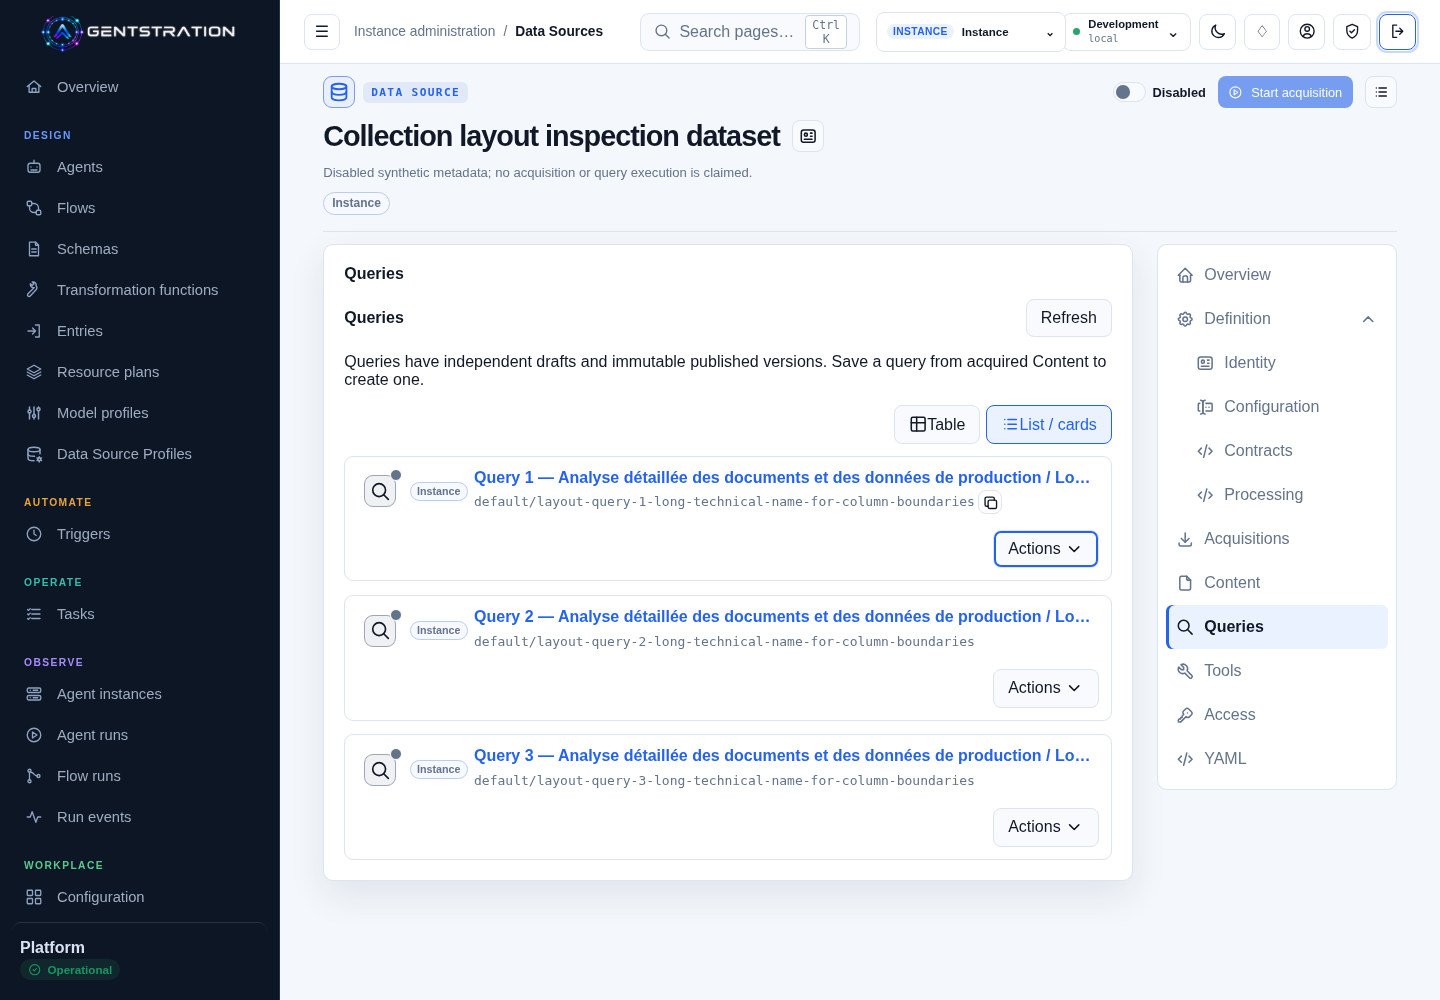 GENTSTRATION
Overview
DESIGN
Agents
Flows
Schemas
Transformation functions
Entries
Resource plans
Model profiles
Data Source Profiles
AUTOMATE
Triggers
OPERATE
Tasks
OBSERVE
Agent instances
Agent runs
Flow runs
Run events
WORKPLACE
Configuration
Platform
Operational
Instance administration / Data Sources
Search pages…
Ctrl
K
INSTANCE Instance
Development
local
DATA SOURCE
Disabled
Start acquisition
Collection layout inspection dataset
Disabled synthetic metadata; no acquisition or query execution is claimed.
Instance
Queries
Queries
Refresh
Queries have independent drafts and immutable published versions. Save a query from acquired Content to
create one.
Table
List / cards
Instance
Query 1 — Analyse détaillée des documents et des données de production / Lo…
default/layout-query-1-long-technical-name-for-column-boundaries
Actions
Instance
Query 2 — Analyse détaillée des documents et des données de production / Lo…
default/layout-query-2-long-technical-name-for-column-boundaries
Actions
Instance
Query 3 — Analyse détaillée des documents et des données de production / Lo…
default/layout-query-3-long-technical-name-for-column-boundaries
Actions
Overview
Definition
Identity
Configuration
Contracts
Processing
Acquisitions
Content
Queries
Tools
Access
YAML